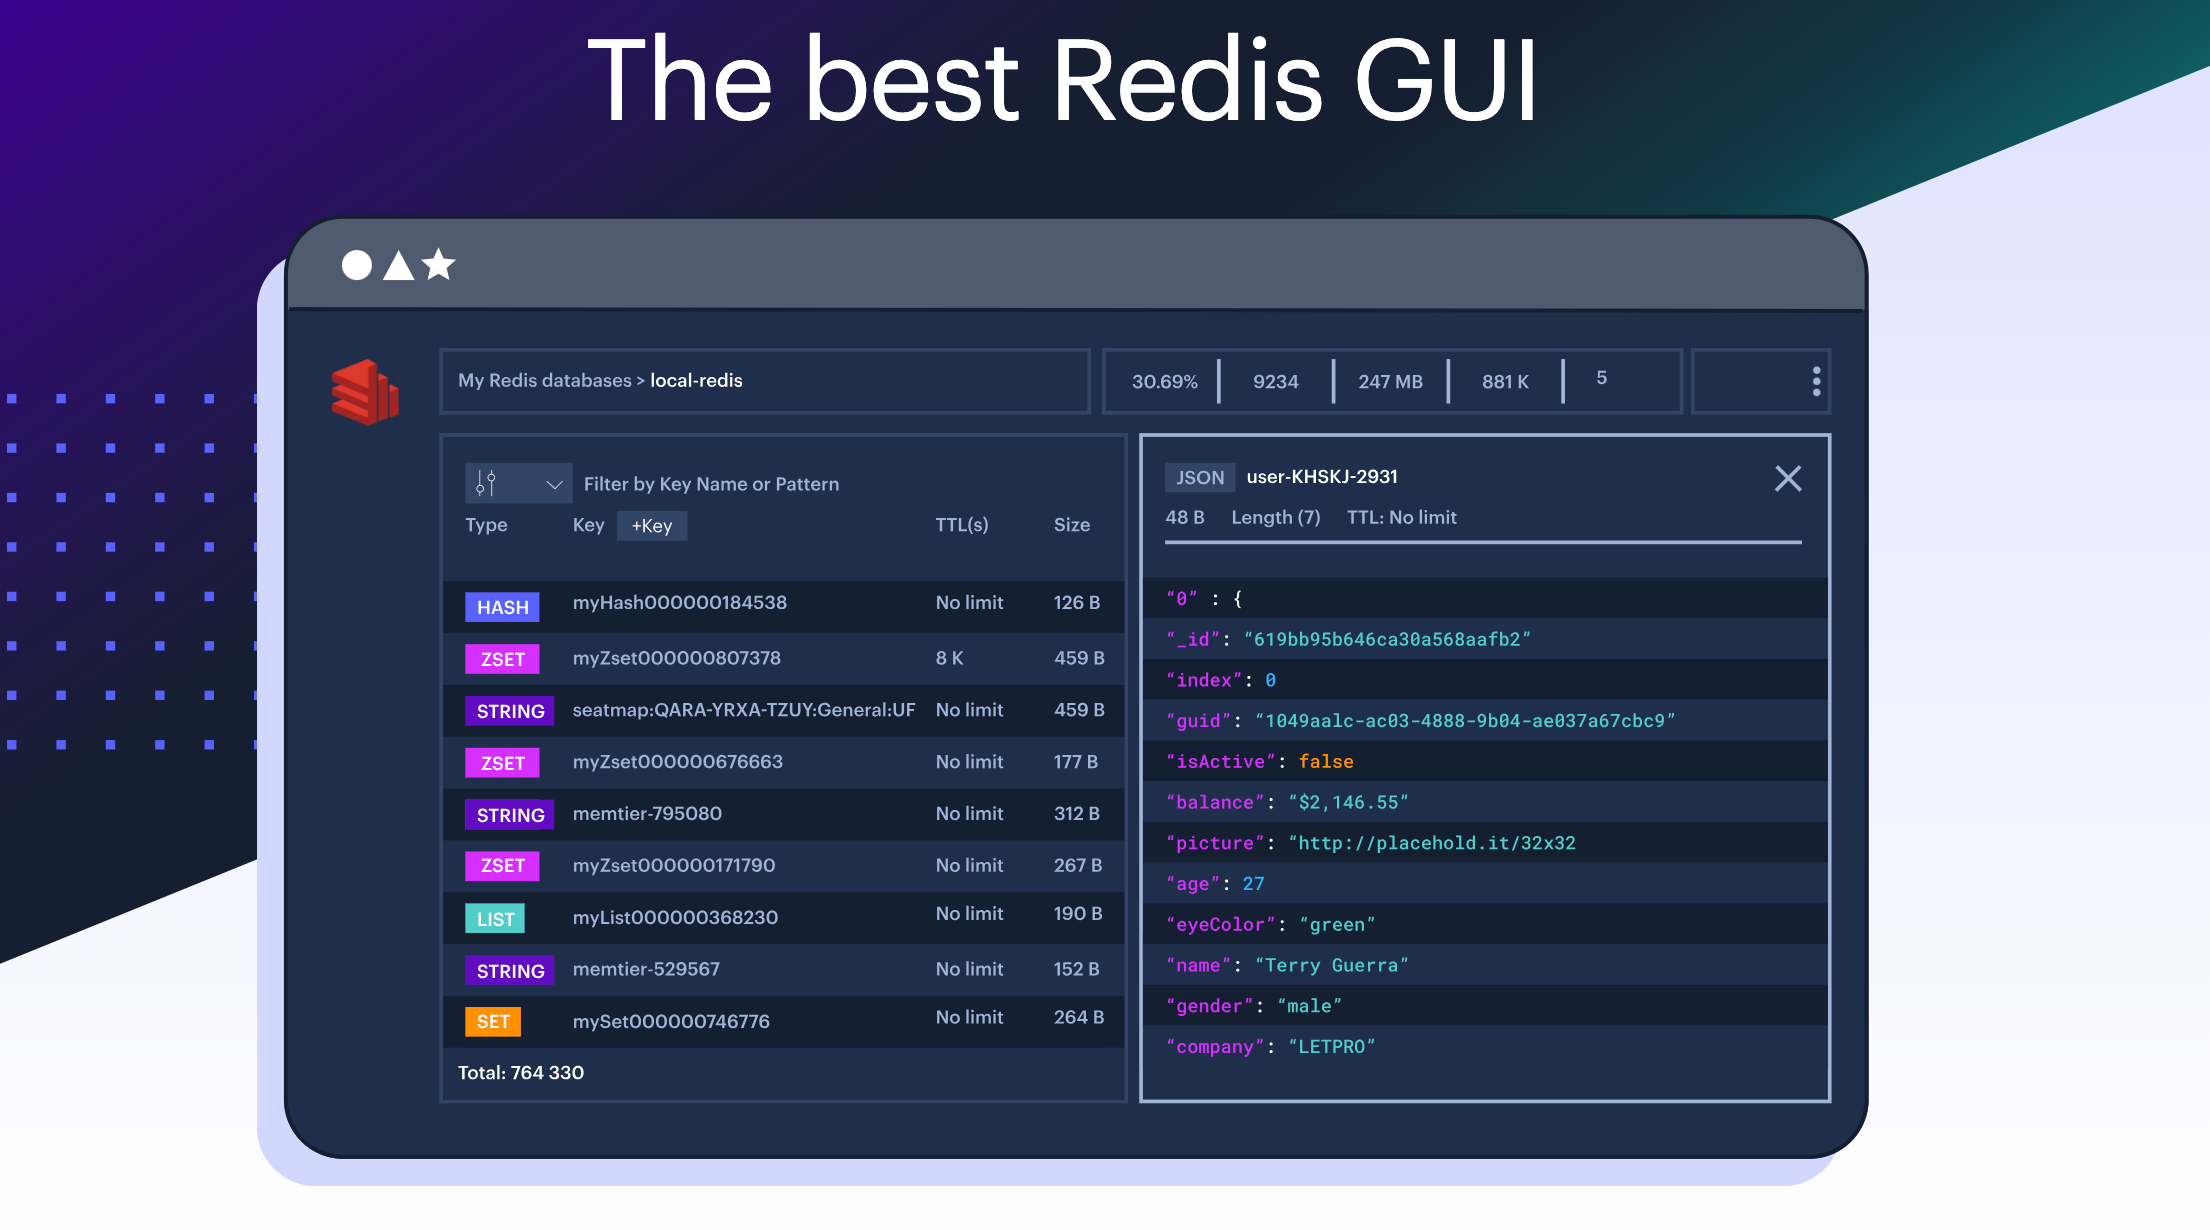 The best Redis GUI
My Redis databases > local-redis
30.69% 9234 247 MB 881 K 5
Filter by Key Name or Pattern
Type Key +Key TTL(s) Size
HASH myHash000000184538 No limit 126 B
ZSET myZset000000807378 8 K 459 B
STRING seatmap:QARA-YRXA-TZUY:General:UF No limit 459 B
ZSET myZset000000676663 No limit 177 B
STRING memtier-795080 No limit 312 B
ZSET myZset000000171790 No limit 267 B
LIST myList000000368230 No limit 190 B
STRING memtier-529567 No limit 152 B
SET mySet000000746776 No limit 264 B
Total: 764 330
JSON user-KHSKJ-2931
48 B Length (7) TTL: No limit
“0” : {
“_id”: “619bb95b646ca30a568aafb2”
“index”: 0
“guid”: “1049aalc-ac03-4888-9b04-ae037a67cbc9”
“isActive”: false
“balance”: “$2,146.55”
“picture”: “http://placehold.it/32x32
“age”: 27
“eyeColor”: “green”
“name”: “Terry Guerra”
“gender”: “male”
“company”: “LETPRO”